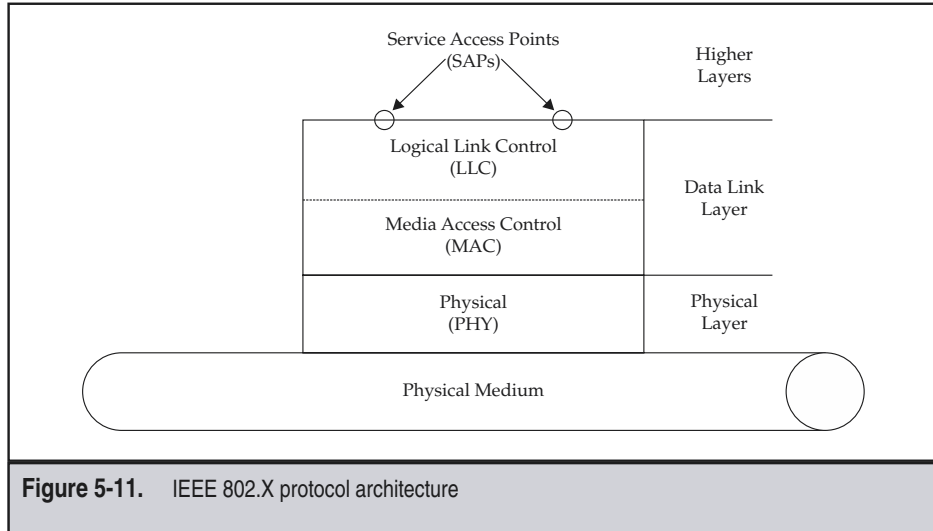 Service Access Points
(SAPs)
Higher
Layers
Logical Link Control
(LLC)
Data Link
Layer
Media Access Control
(MAC)
Physical
(PHY)
Physical
Layer
Physical Medium
Figure 5-11. IEEE 802.X protocol architecture